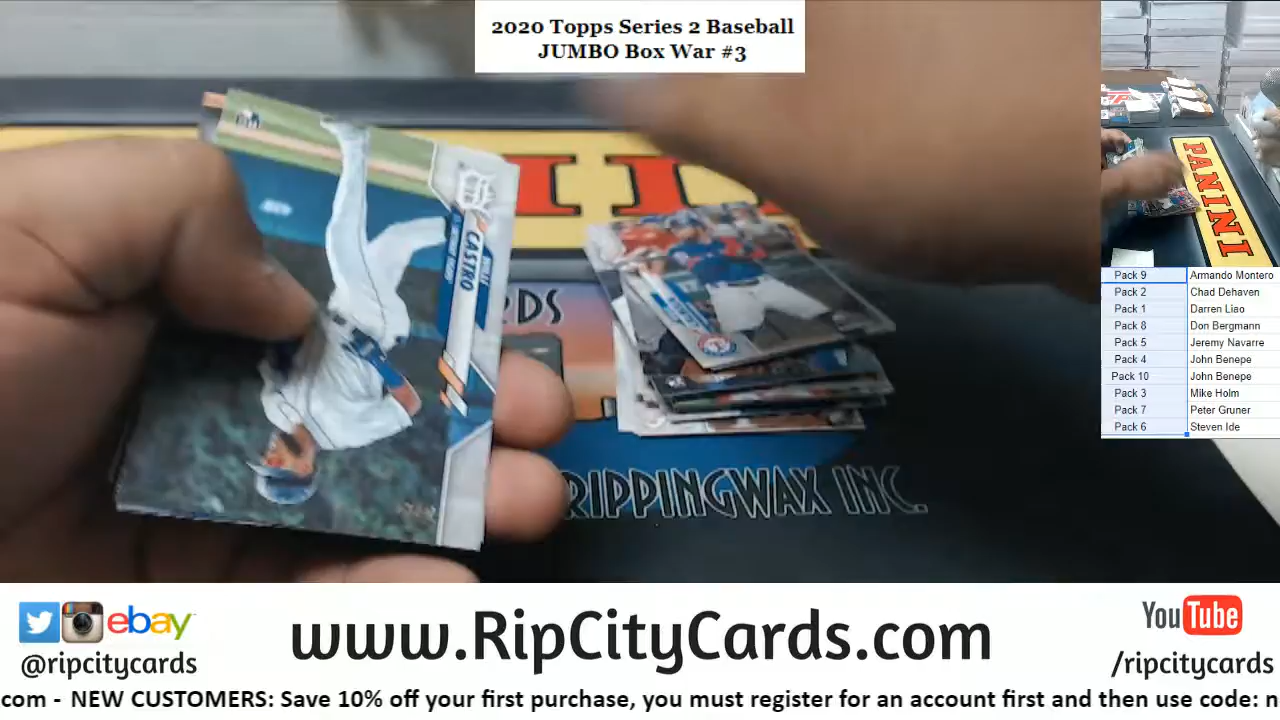 2020 Topps Series 2 Baseball
JUMBO Box War #3
CASTRO
RDS
RIPPINGWAX INC.
PANINI
Pack 9 Armando Montero
Pack 2 Chad Dehaven
Pack 1 Darren Liao
Pack 8 Don Bergmann
Pack 5 Jeremy Navarre
Pack 4 John Benepe
Pack 10 John Benepe
Pack 3 Mike Holm
Pack 7 Peter Gruner
Pack 6 Steven Ide
ebay
@ripcitycards
www.RipCityCards.com
YouTube
/ripcitycards
com - NEW CUSTOMERS: Save 10% off your first purchase, you must register for an account first and then use code: n